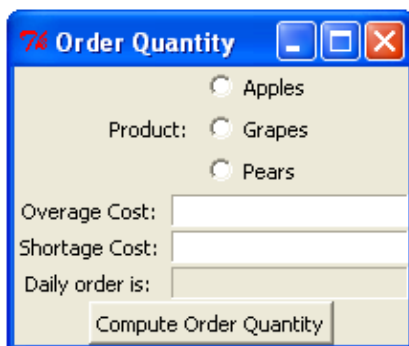 Order Quantity
Apples
Product:
Grapes
Pears
Overage Cost:
Shortage Cost:
Daily order is:
Compute Order Quantity